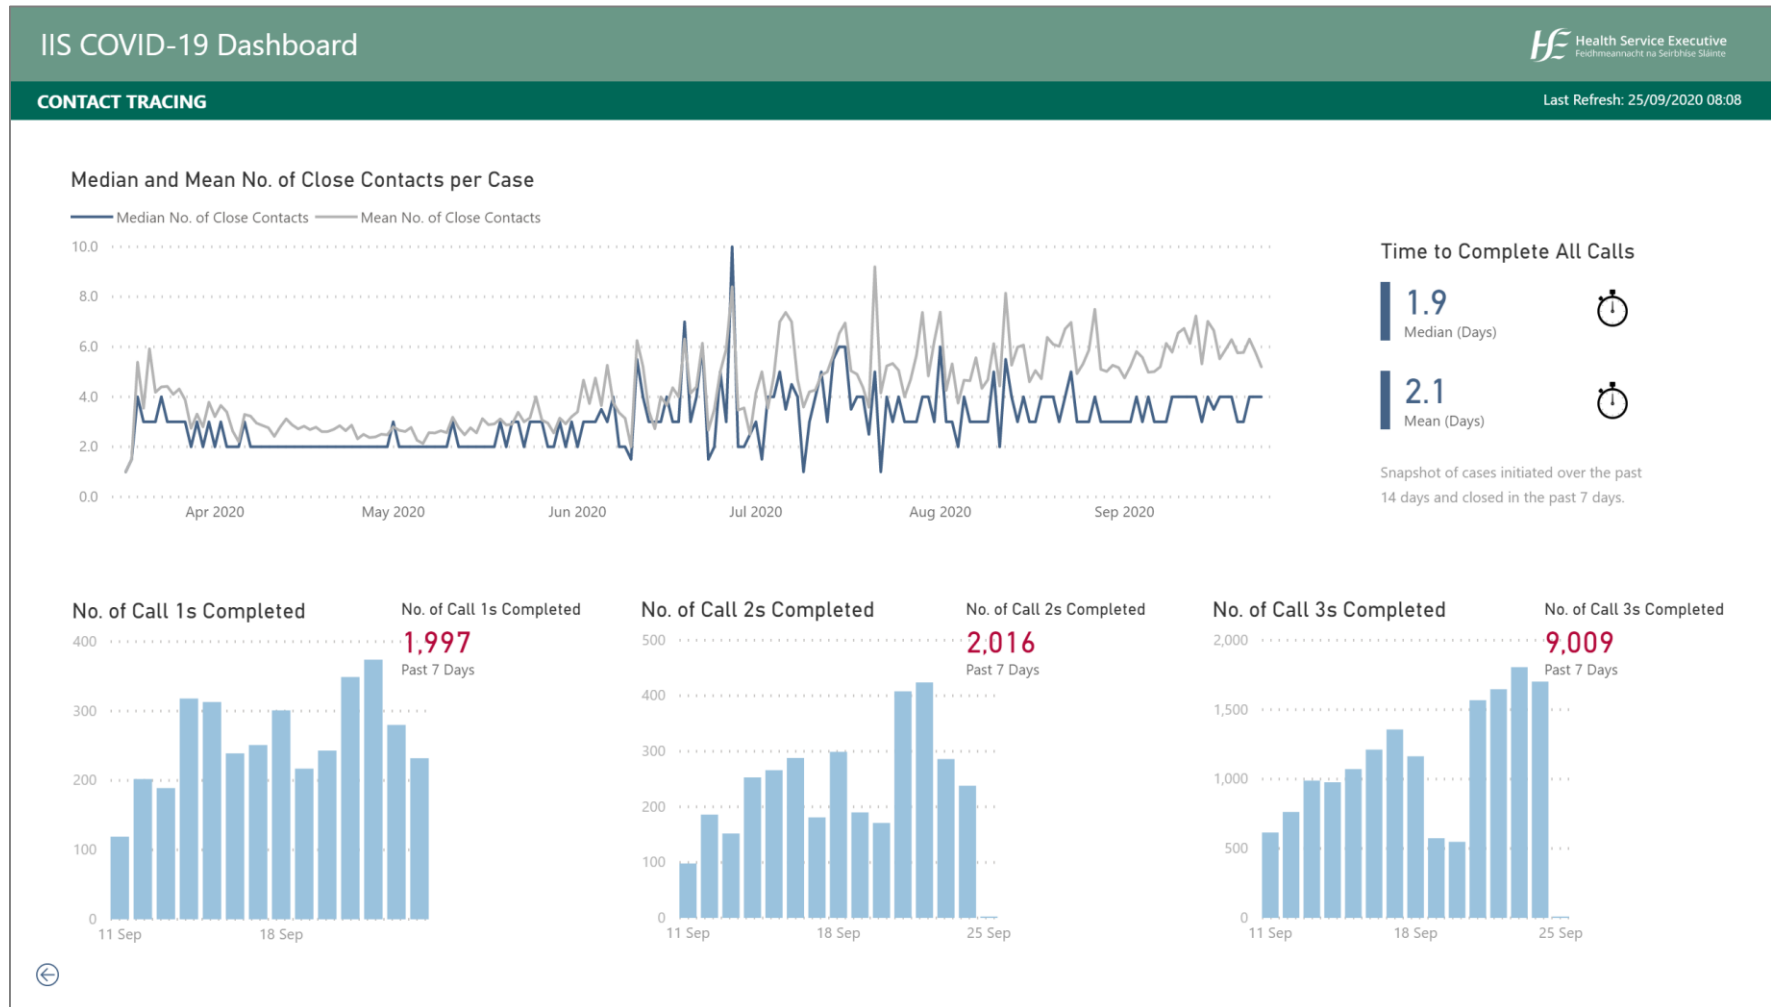 IIS COVID-19 Dashboard
Health Service Executive
Feidhmeannacht na Seirbhíse Sláinte
CONTACT TRACING
Last Refresh: 25/09/2020 08:08
Median and Mean No. of Close Contacts per Case
Median No. of Close Contacts
Mean No. of Close Contacts
10.0
8.0
6.0
4.0
2.0
0.0
Apr 2020
May 2020
Jun 2020
Jul 2020
Aug 2020
Sep 2020
Time to Complete All Calls
1.9
Median (Days)
2.1
Mean (Days)
Snapshot of cases initiated over the past
14 days and closed in the past 7 days.
No. of Call 1s Completed
No. of Call 1s Completed
1,997
Past 7 Days
400
300
200
100
0
11 Sep
18 Sep
No. of Call 2s Completed
No. of Call 2s Completed
2,016
Past 7 Days
500
400
300
200
100
0
11 Sep
18 Sep
25 Sep
No. of Call 3s Completed
No. of Call 3s Completed
9,009
Past 7 Days
2,000
1,500
1,000
500
0
11 Sep
18 Sep
25 Sep